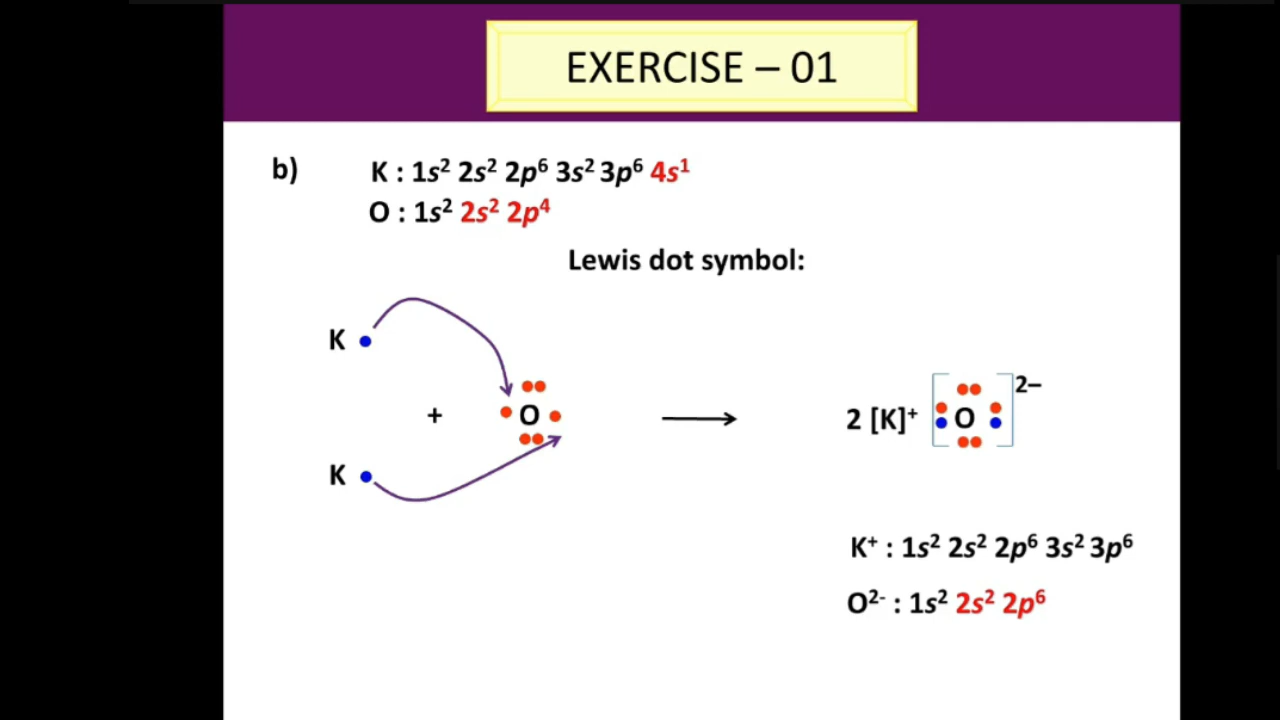 EXERCISE – 01
b) K : 1s² 2s² 2p⁶ 3s² 3p⁶ 4s¹
O : 1s² 2s² 2p⁴
Lewis dot symbol:
K
+ O → 2 [K]⁺ [O]²⁻
K
K⁺ : 1s² 2s² 2p⁶ 3s² 3p⁶
O²⁻ : 1s² 2s² 2p⁶